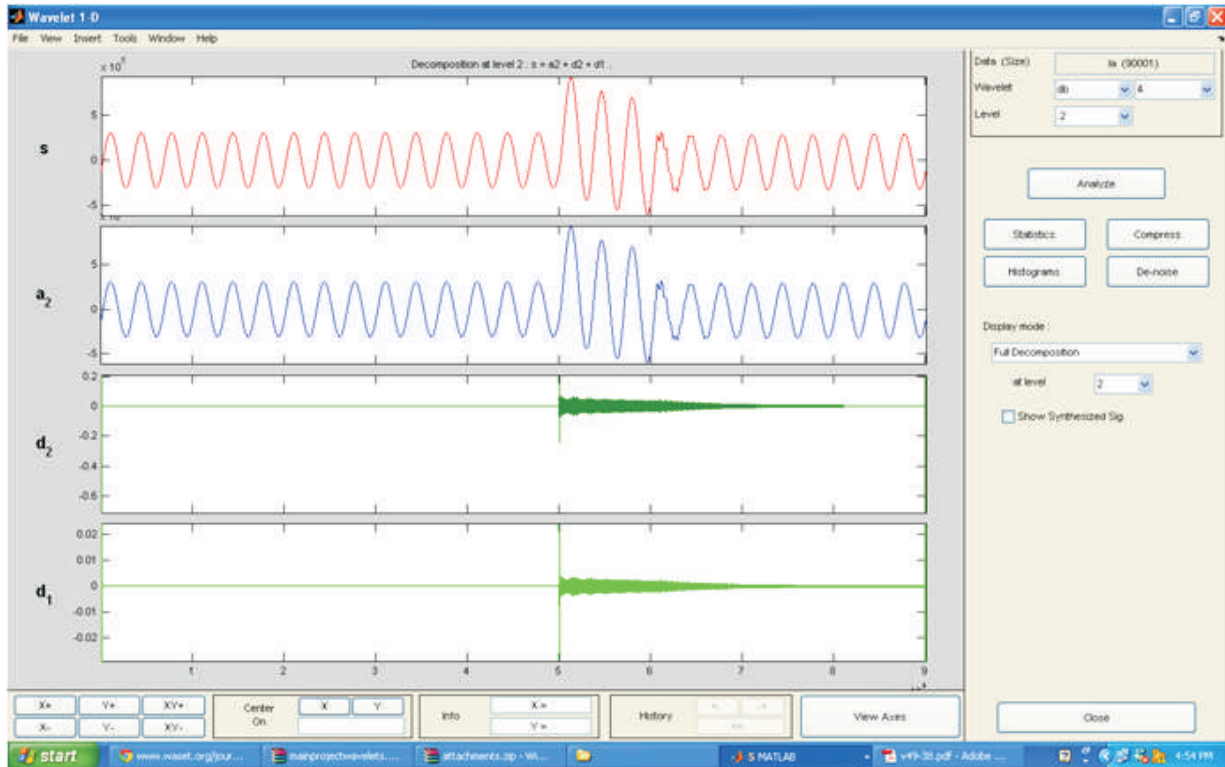 Wavelet 1-D
File View Insert Tools Window Help
Decomposition at level 2 : s = a2 + d2 + d1 .
s
5
0
-5
a2
5
0
-5
d2
0.2
0
-0.2
-0.4
-0.6
d1
0.02
0.01
0
-0.01
-0.02
1 2 3 4 5 6 7 8 9
Data (Size) Ia (90001)
Wavelet db 4
Level 2
Analyze
Statistics Compress
Histograms De-noise
Display mode :
Full Decomposition
at level 2
Show Synthesized Sig.
X+ Y+ XY+
X- Y- XY-
Center On X Y
Info X = Y =
History
View Axes
Close
start www.waset.org/jour... mainprojectwavelets.... attachments.zip - Wi... 5 MATLAB v49-38.pdf - Adobe ... 4:54 PM